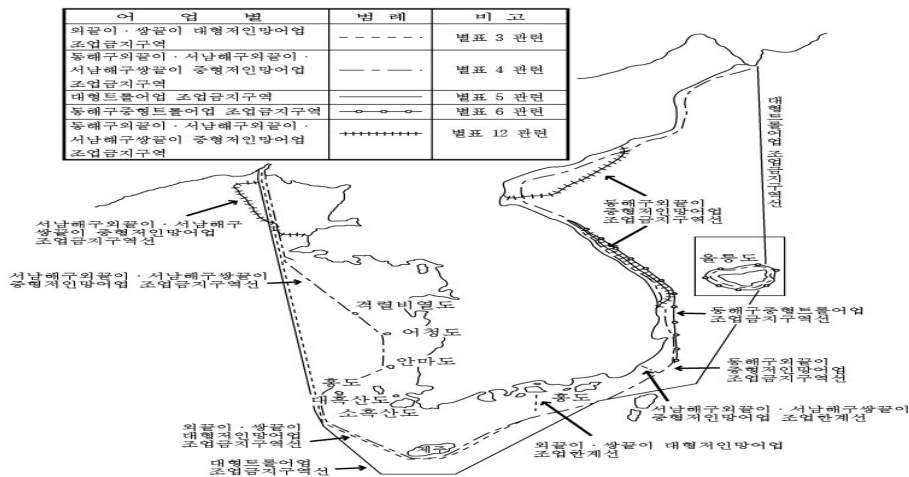 어 업 별 범 례 비 고
외끌이·쌍끌이 대형저인망어업
조업금지구역
별표 3 관련
동해구외끌이·서남해구외끌이·
서남해구쌍끌이 중형저인망어업
조업금지구역
별표 4 관련
대형트롤어업 조업금지구역
별표 5 관련
동해구중형트롤어업 조업금지구역
별표 6 관련
동해구외끌이·서남해구외끌이·
서남해구쌍끌이 중형저인망어업
조업금지구역
별표 12 관련
대형트롤어업 조업금지구역선
서남해구외끌이·서남해구
쌍끌이 중형저인망어업
조업금지구역선
동해구외끌이
중형저인망어업
조업금지구역선
울릉도
서남해구외끌이·서남해구쌍끌이
중형저인망어업 조업금지구역선
격렬비열도
어청도
안마도
홍도
대흑산도
소흑산도
동해구중형트롤어업
조업금지구역선
동해구외끌이
중형저인망어업
조업금지구역선
홍도
서남해구외끌이·서남해구쌍끌이
중형저인망어업 조업한계선
외끌이·쌍끌이
대형저인망어업
조업금지구역선
제주
외끌이·쌍끌이 대형저인망어업
조업한계선
대형트롤어업
조업금지구역선